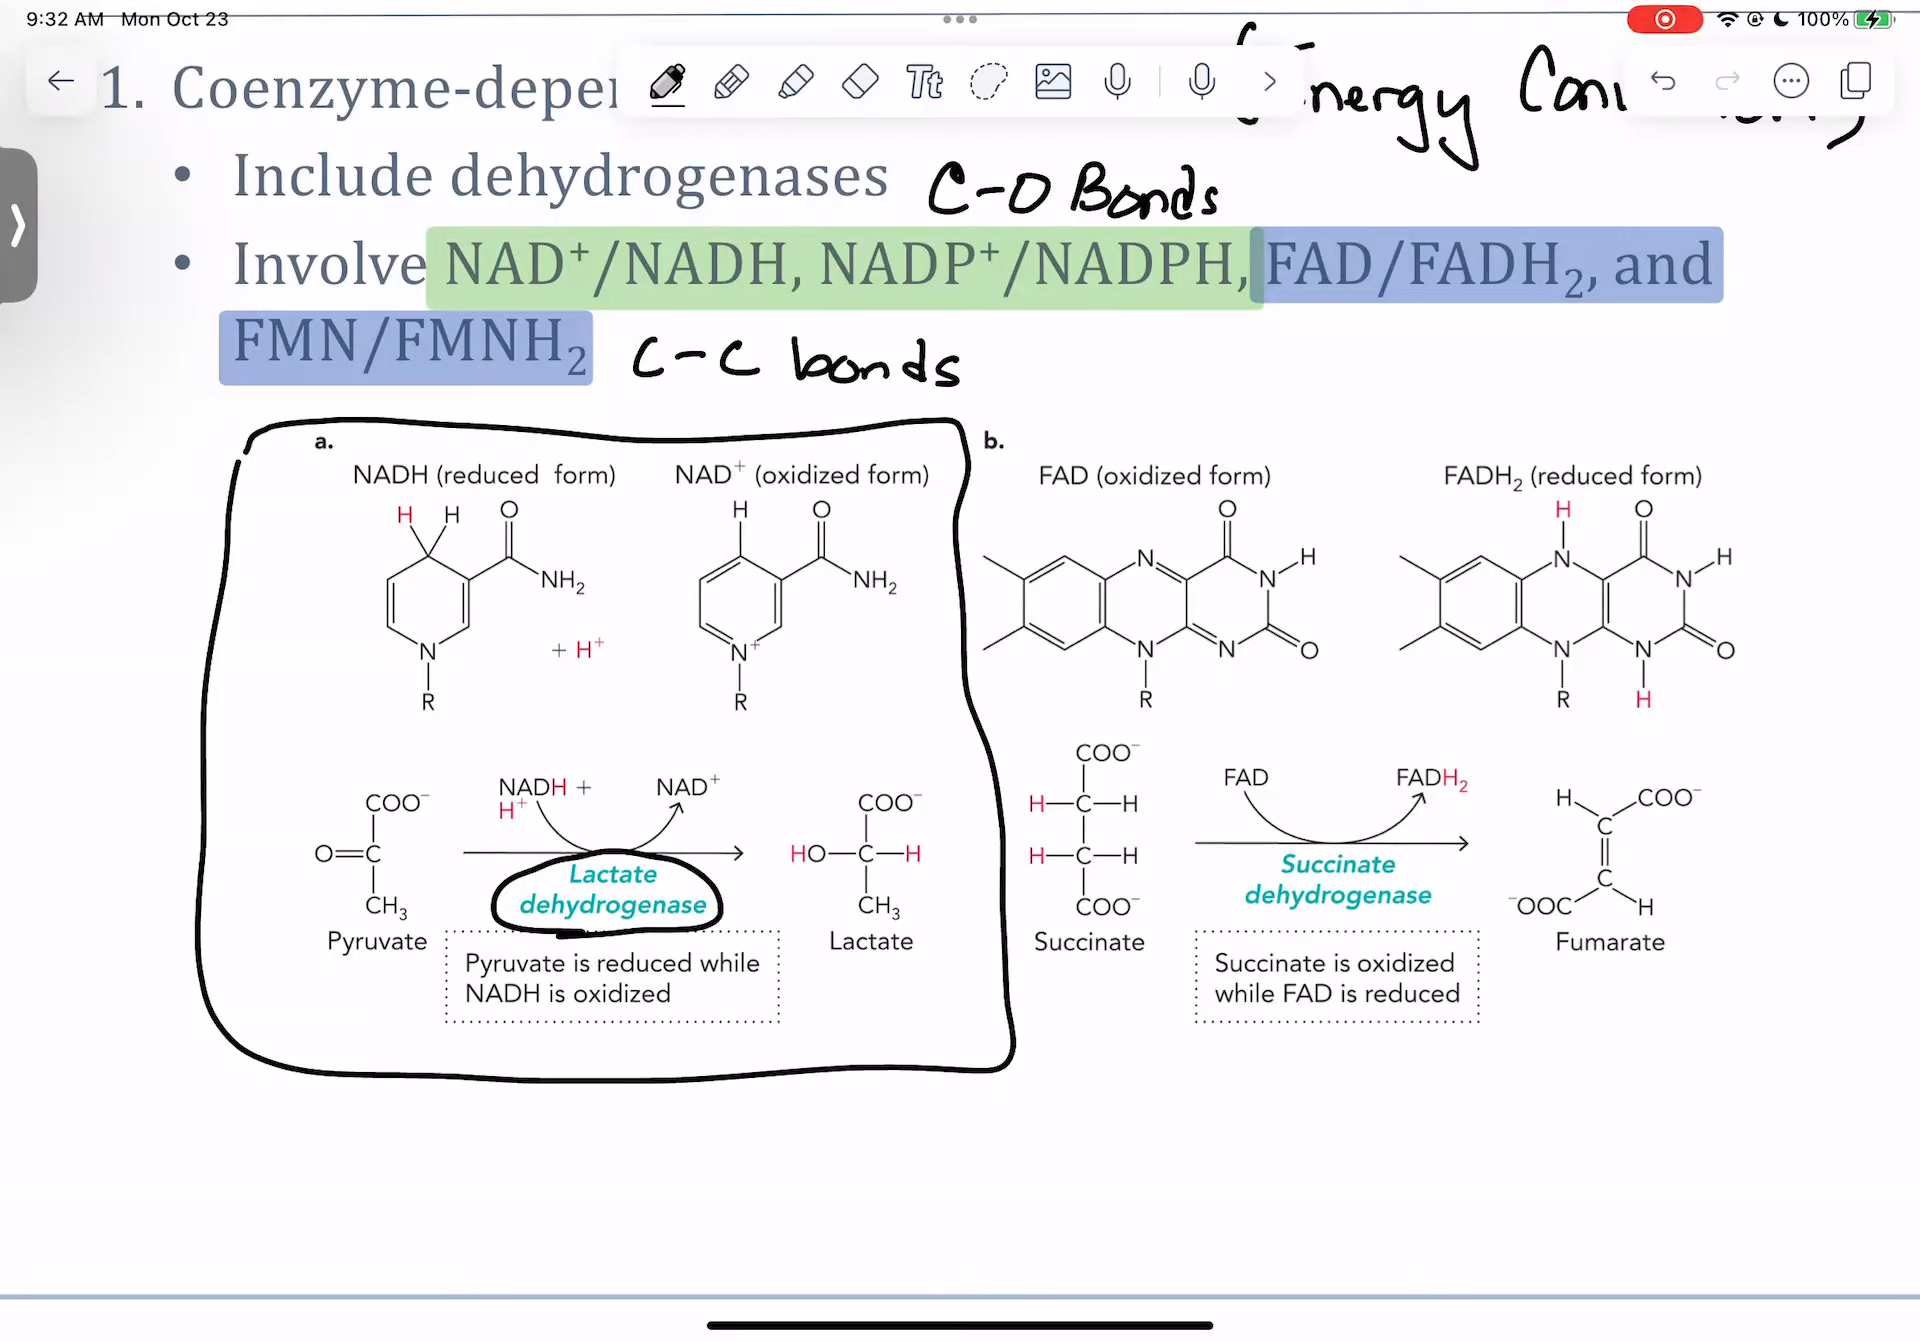 9:32 AM Mon Oct 23
100%
1. Coenzyme-depe
Tt
nergy
• Include dehydrogenases C-O Bonds
• Involve NAD⁺/NADH, NADP⁺/NADPH, FAD/FADH₂, and
FMN/FMNH₂ C-C bonds
a.
NADH (reduced form) NAD⁺ (oxidized form)
H H O H O
NH₂ NH₂
N + H⁺ N⁺
R R
NADH + NAD⁺
H⁺
COO⁻ COO⁻
O=C HO—C—H
Lactate
dehydrogenase
CH₃ CH₃
Pyruvate Lactate
Pyruvate is reduced while
NADH is oxidized
b.
FAD (oxidized form) FADH₂ (reduced form)
O H O
N H N H
N N
N N O N N O
R R H
COO⁻
FAD FADH₂
H—C—H H COO⁻
C
H—C—H Succinate C
dehydrogenase
COO⁻ ⁻OOC H
Succinate Fumarate
Succinate is oxidized
while FAD is reduced